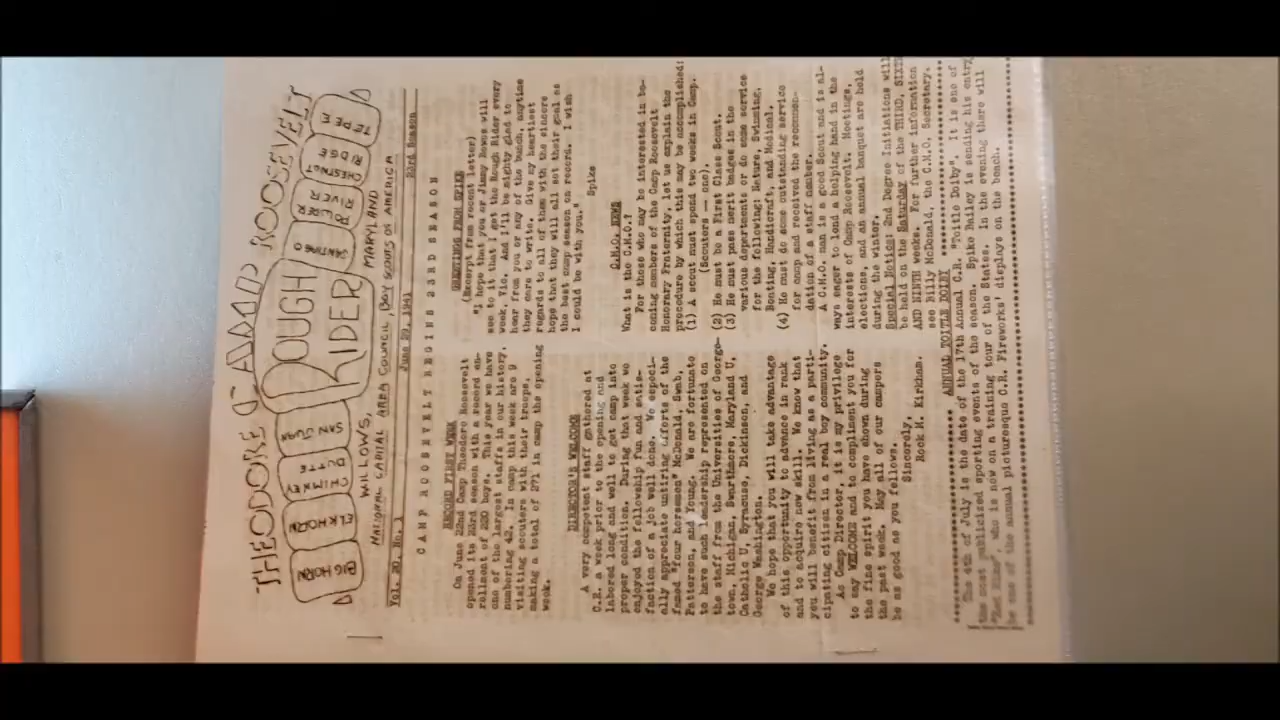 THEODORE CAMP ROOSEVELT
BIG HORN
ELKHORN
CHIMNEY BUTTE
SAN JUAN
ROUGH RIDER
SANTIAGO
POWDER RIVER
CHESTNUT RIDGE
TEPEE
WILLOWS, MARYLAND
NATIONAL CAPITAL AREA COUNCIL, BOY SCOUTS OF AMERICA
Vol. 20 No. 1 June 29, 1941 23rd Season
CAMP ROOSEVELT BEGINS 23RD SEASON
RECORD FIRST WEEK
On June 22nd Camp Theodore Roosevelt
opened its 23rd season with a record en-
rollment of 220 boys. This year we have
one of the largest staffs in our history,
numbering 42. In camp this week are 9
visiting scouters with their troops,
making a total of 271 in camp the opening
week.
DIRECTOR'S WELCOME
A very competent staff gathered at
C.R. a week prior to the opening and
labored long and well to get camp into
proper condition. During that week we
enjoyed the fellowship fun and satis-
faction of a job well done. We especi-
ally appreciate untiring efforts of the
famed "four horsemen" McDonald, Swab,
Patterson, and Young. We are fortunate
to have such leadership represented on
the staff from the Universities of George-
town, Michigan, Swarthmore, Maryland U,
Catholic U, Syracuse, Dickinson, and
George Washington.
We hope that you will take advantage
of this opportunity to advance in rank
and to acquire new skill. We know that
you will benefit from living as a parti-
cipating citizen in a real boy community.
As Camp Director, it is my privilege
to say WELCOME and to compliment you for
the fine spirit you have shown during
the past week. May all of our campers
be as good as you fellows.
Sincerely,
Rock M. Kirkham.
GREETINGS FROM SPIKE
(Excerpt from recent letter)
"I hope that you or Jimmy Rowes will
see to it that I get the Rough Rider every
week, Vic. And I'll be mighty glad to
hear from you or any of the bunch, anytime
they care to write. Give my heartiest
regards to all of them with the sincere
hope that they will all set their goal as
the best camp season on record. I wish
I could be with you."
Spike
C.M.O. NEWS
What is the C.M.O.?
For those who may be interested in be-
coming members of the Camp Roosevelt
Honorary Fraternity, let us explain the
procedure by which this may be accomplished:
(1) A scout must spend two weeks in Camp.
(Scouters -- one).
(2) He must be a First Class Scout.
(3) He must pass merit badges in the
various departments or do some service
for the following: Nature, Swimming,
Boating, Handicraft, and Medical.
(4) He must do some outstanding service
for camp and received the recommen-
dation of a staff member.
A C.M.O. man is a good Scout and is al-
ways eager to lend a helping hand in the
interests of Camp Roosevelt. Meetings,
elections, and an annual banquet are held
during the winter.
Special Notice: 2nd Degree Initiations will
be held on the Saturday of the THIRD, SIXTH
AND NINTH weeks. For further information
see Billy McDonald, the C.M.O. Secretary.
ANNUAL TOITLE DOIBY
The 4th of July is the date of the 17th Annual C.R. "Toitle Doiby". It is one of
the most publicized sporting events of the season. Spike Bailey is sending his entry
who is now on a training tour of the States. In the evening there will
be one of the annual picturesque C.R. Fireworks' displays on the beach.